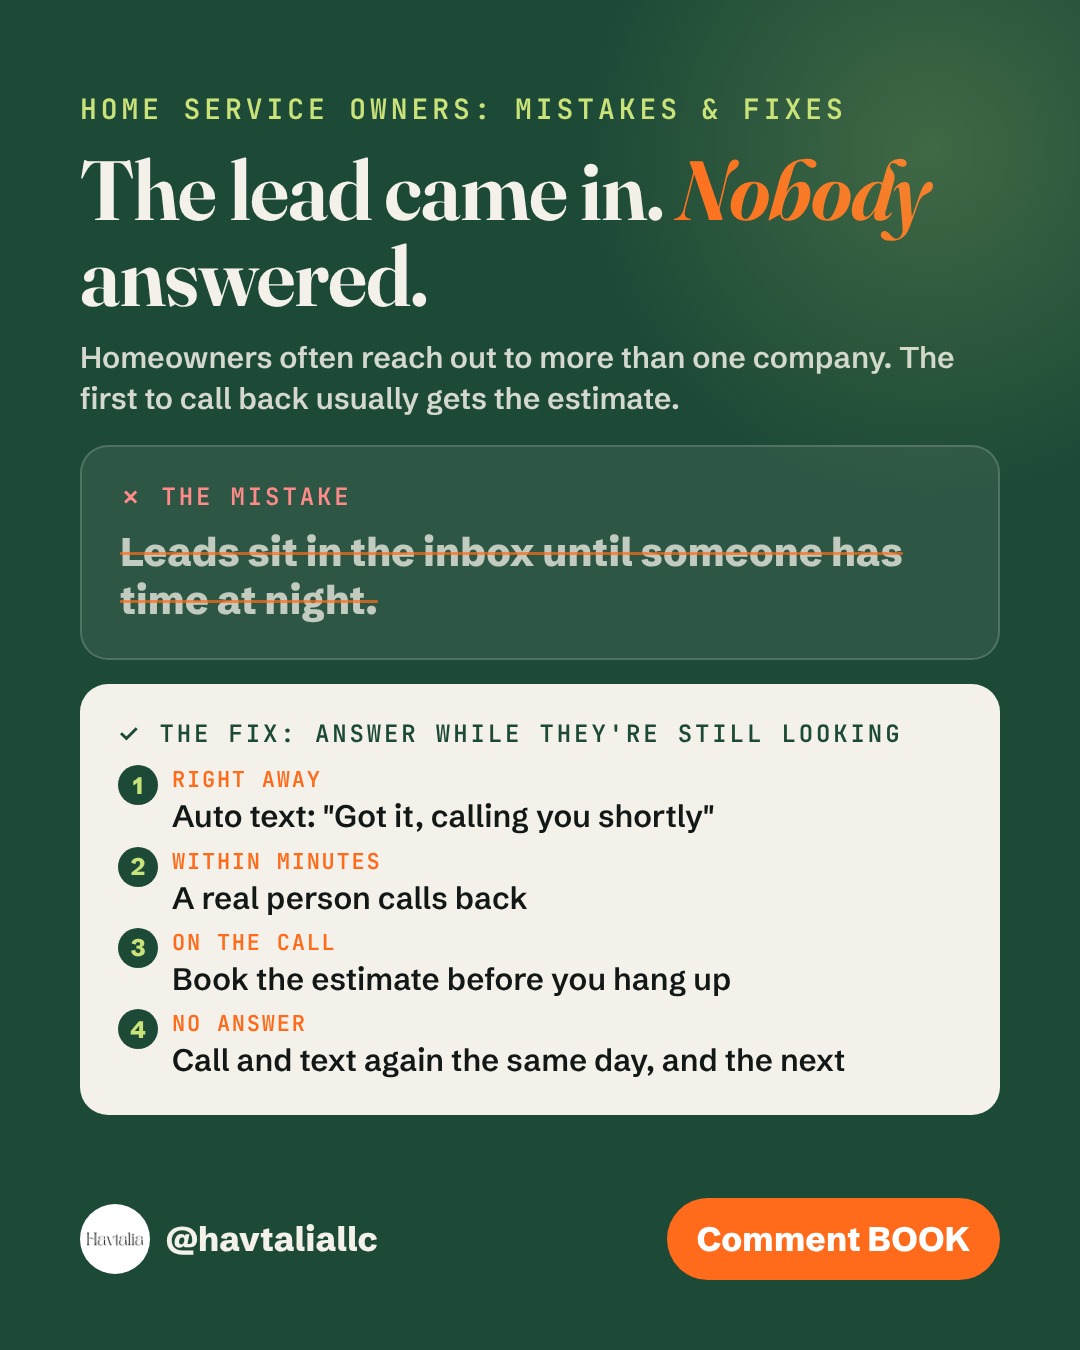 HOME SERVICE OWNERS: MISTAKES & FIXES
The lead came in. Nobody
answered.
Homeowners often reach out to more than one company. The
first to call back usually gets the estimate.
× THE MISTAKE
Leads sit in the inbox until someone has
time at night.
✓ THE FIX: ANSWER WHILE THEY'RE STILL LOOKING
1 RIGHT AWAY
Auto text: "Got it, calling you shortly"
2 WITHIN MINUTES
A real person calls back
3 ON THE CALL
Book the estimate before you hang up
4 NO ANSWER
Call and text again the same day, and the next
Havtalia @havtaliallc
Comment BOOK